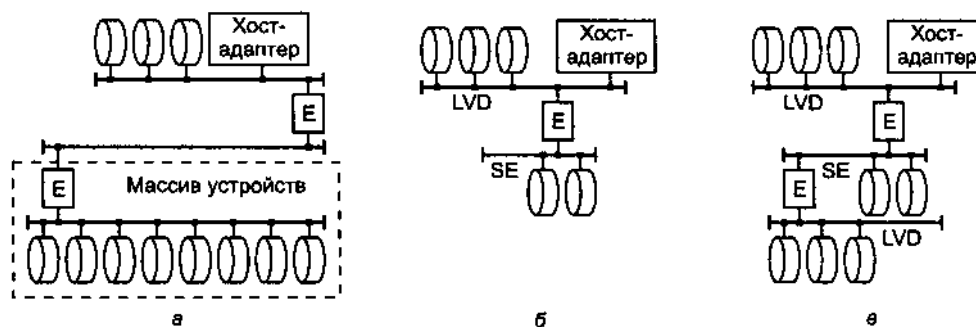 Хост-
адаптер
E
E
Массив устройств
а
Хост-
адаптер
LVD
E
SE
б
Хост-
адаптер
LVD
E
SE
E
LVD
в